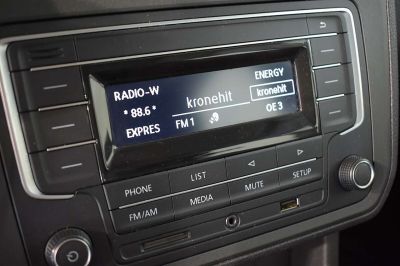 RADIO-W kronehit ENERGY
* 88.6 * kronehit
EXPRES FM 1 OE 3
PHONE LIST ◁ ▷
FM/AM MEDIA MUTE SETUP